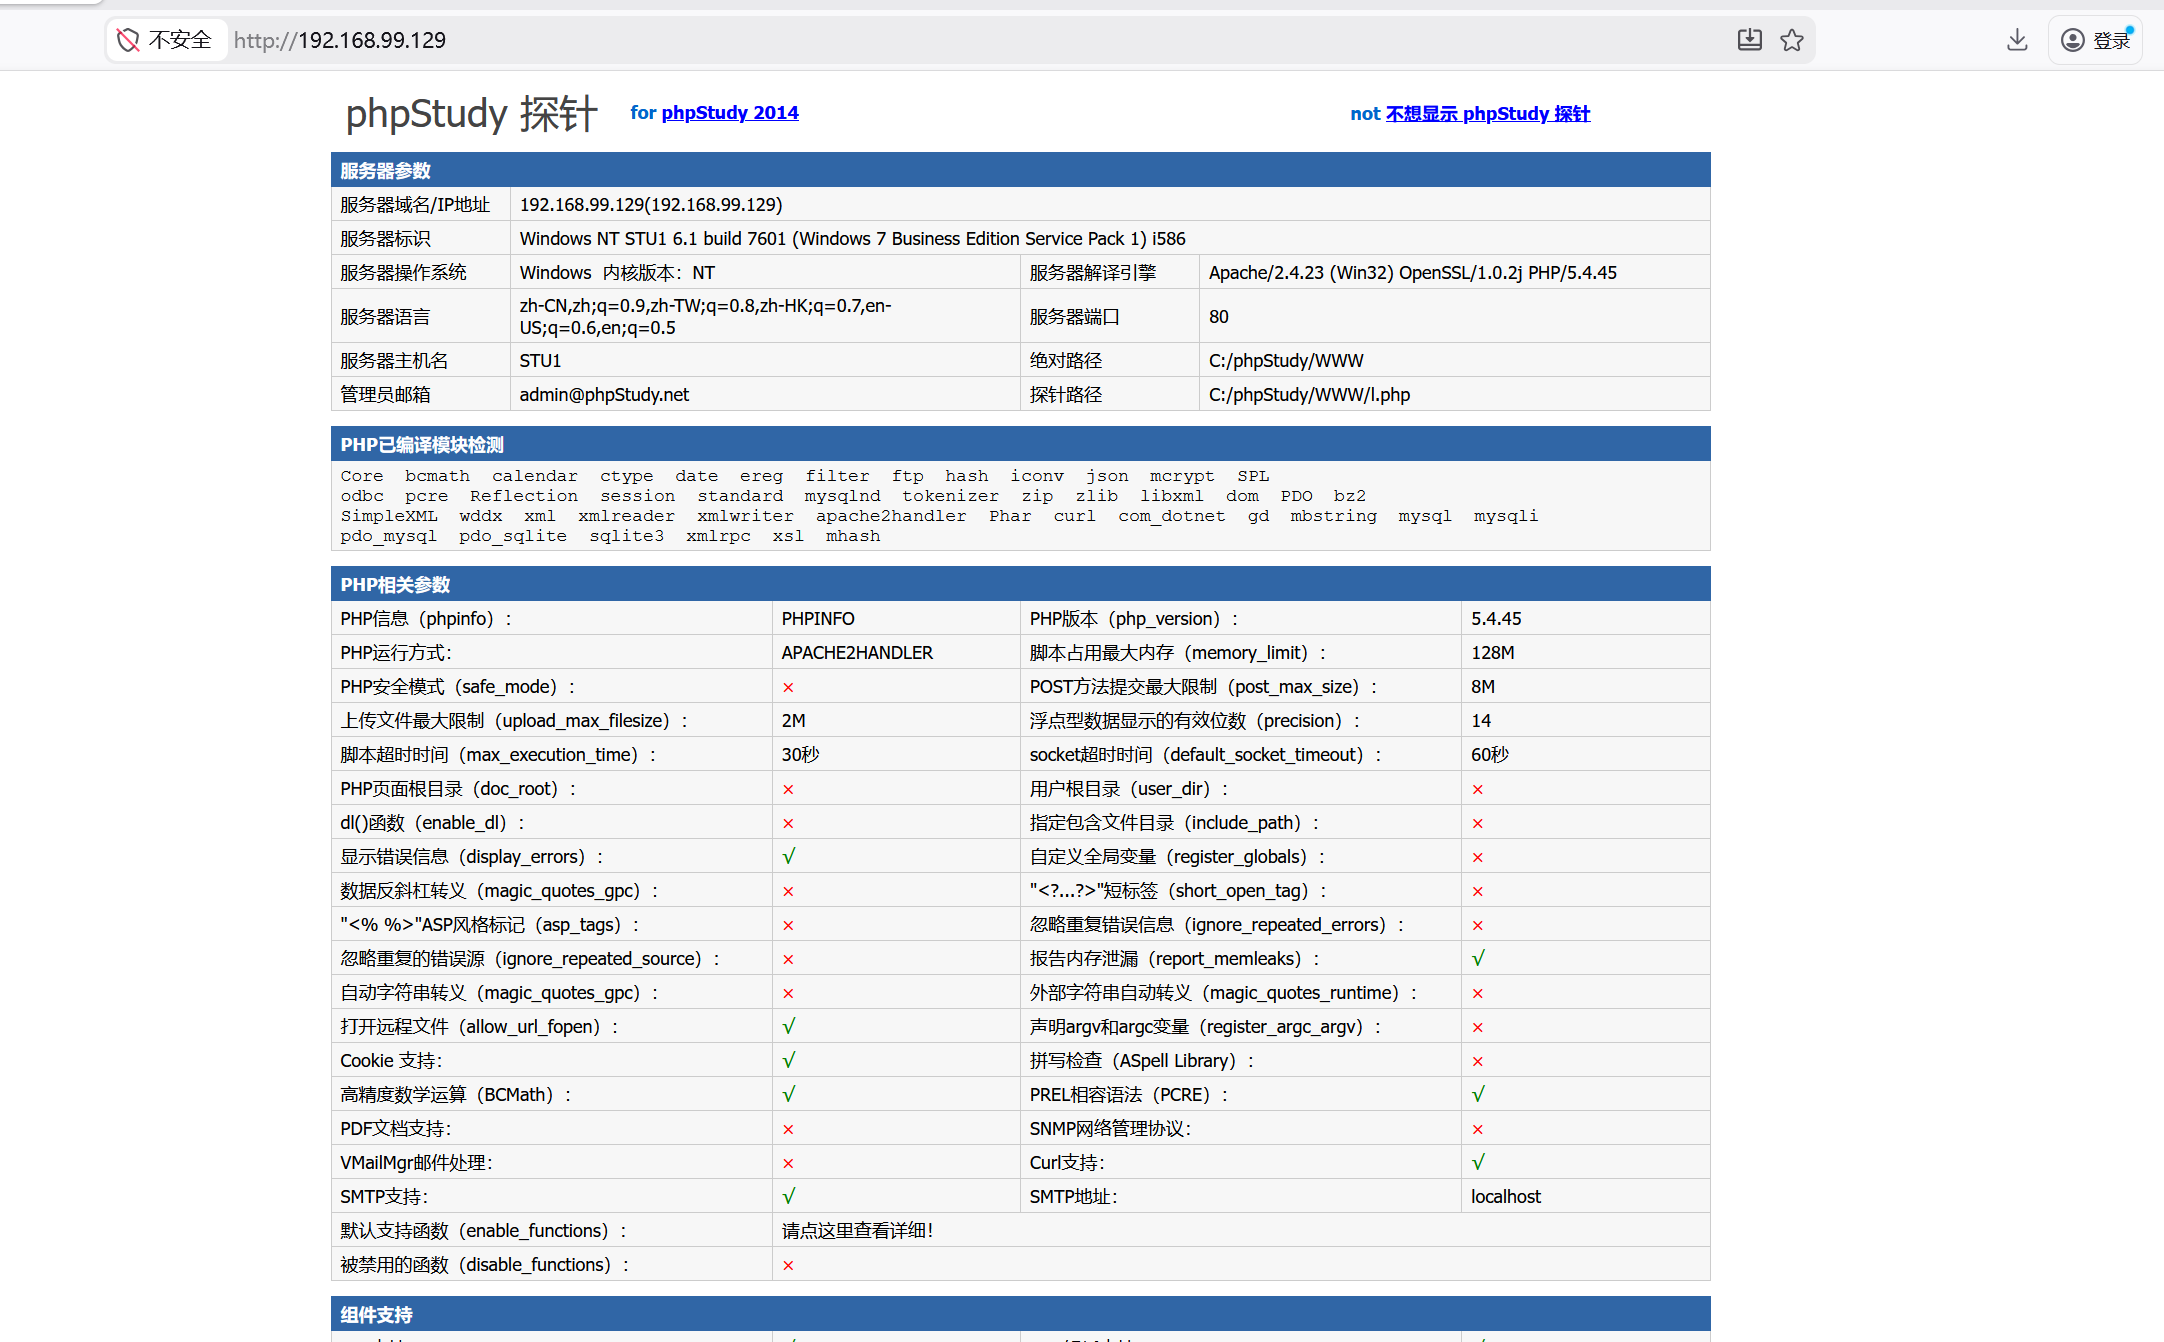 不安全 http://192.168.99.129 登录
phpStudy 探针 for phpStudy 2014 not 不想显示 phpStudy 探针
服务器参数
服务器域名/IP地址 192.168.99.129(192.168.99.129)
服务器标识 Windows NT STU1 6.1 build 7601 (Windows 7 Business Edition Service Pack 1) i586
服务器操作系统 Windows 内核版本：NT 服务器解译引擎 Apache/2.4.23 (Win32) OpenSSL/1.0.2j PHP/5.4.45
服务器语言 zh-CN,zh;q=0.9,zh-TW;q=0.8,zh-HK;q=0.7,en-
US;q=0.6,en;q=0.5 服务器端口 80
服务器主机名 STU1 绝对路径 C:/phpStudy/WWW
管理员邮箱 admin@phpStudy.net 探针路径 C:/phpStudy/WWW/l.php
PHP已编译模块检测
Core bcmath calendar ctype date ereg filter ftp hash iconv json mcrypt SPL
odbc pcre Reflection session standard mysqlnd tokenizer zip zlib libxml dom PDO bz2
SimpleXML wddx xml xmlreader xmlwriter apache2handler Phar curl com_dotnet gd mbstring mysql mysqli
pdo_mysql pdo_sqlite sqlite3 xmlrpc xsl mhash
PHP相关参数
PHP信息（phpinfo）： PHPINFO PHP版本（php_version）： 5.4.45
PHP运行方式： APACHE2HANDLER 脚本占用最大内存（memory_limit）： 128M
PHP安全模式（safe_mode）： × POST方法提交最大限制（post_max_size）： 8M
上传文件最大限制（upload_max_filesize）： 2M 浮点型数据显示的有效位数（precision）： 14
脚本超时时间（max_execution_time）： 30秒 socket超时时间（default_socket_timeout）： 60秒
PHP页面根目录（doc_root）： × 用户根目录（user_dir）： ×
dl()函数（enable_dl）： × 指定包含文件目录（include_path）： ×
显示错误信息（display_errors）： √ 自定义全局变量（register_globals）： ×
数据反斜杠转义（magic_quotes_gpc）： × "<?...?>"短标签（short_open_tag）： ×
"<% %>"ASP风格标记（asp_tags）： × 忽略重复错误信息（ignore_repeated_errors）： ×
忽略重复的错误源（ignore_repeated_source）： × 报告内存泄漏（report_memleaks）： √
自动字符串转义（magic_quotes_gpc）： × 外部字符串自动转义（magic_quotes_runtime）： ×
打开远程文件（allow_url_fopen）： √ 声明argv和argc变量（register_argc_argv）： ×
Cookie 支持： √ 拼写检查（ASpell Library）： ×
高精度数学运算（BCMath）： √ PREL相容语法（PCRE）： √
PDF文档支持： × SNMP网络管理协议： ×
VMailMgr邮件处理： × Curl支持： √
SMTP支持： √ SMTP地址： localhost
默认支持函数（enable_functions）： 请点这里查看详细！
被禁用的函数（disable_functions）： ×
组件支持